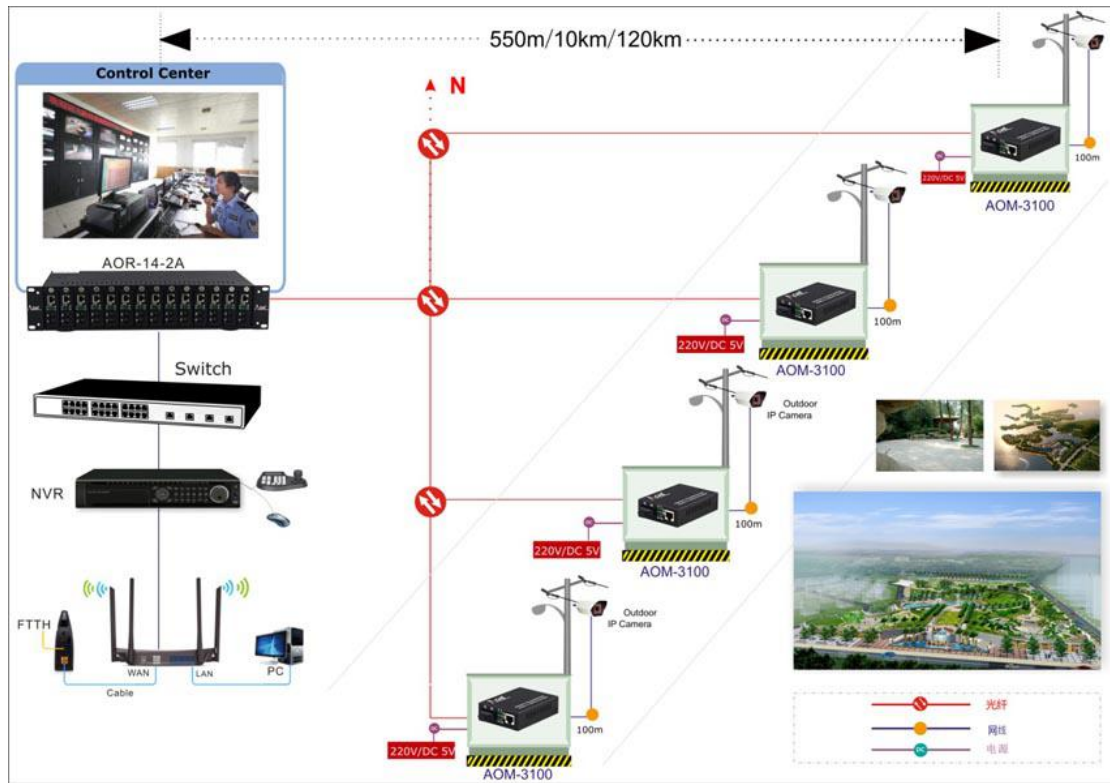 550m/10km/120km
Control Center
N
100m
220V/DC 5V
AOM-3100
AOR-14-2A
100m
220V/DC 5V
AOM-3100
Switch
Outdoor
IP Camera
NVR
100m
220V/DC 5V
AOM-3100
FTTH
WAN
LAN
PC
Cable
Outdoor
IP Camera
100m
220V/DC 5V
AOM-3100
光纤
网线
DC
电源